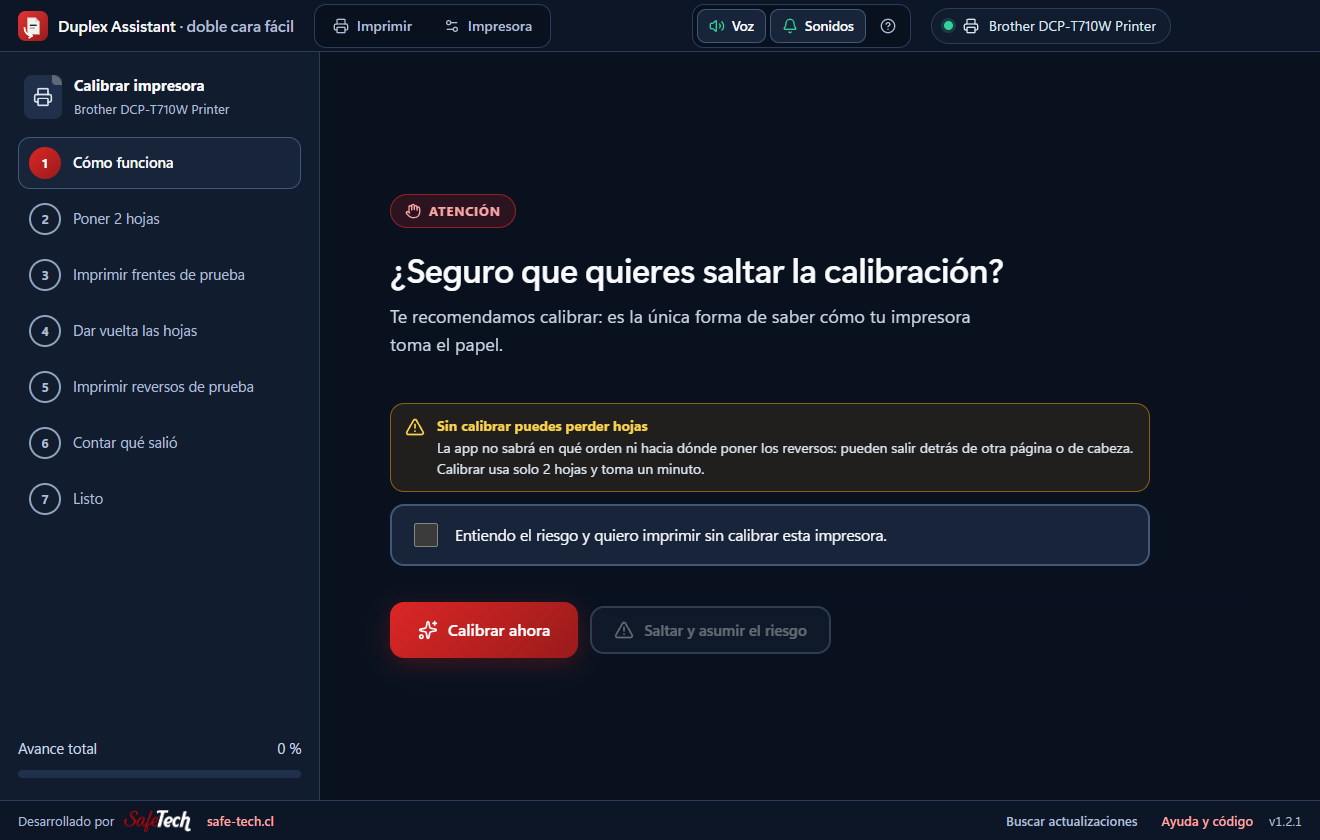 Duplex Assistant · doble cara fácil
Imprimir
Impresora
Voz
Sonidos
Brother DCP-T710W Printer
Calibrar impresora
Brother DCP-T710W Printer
1 Cómo funciona
2 Poner 2 hojas
3 Imprimir frentes de prueba
4 Dar vuelta las hojas
5 Imprimir reversos de prueba
6 Contar qué salió
7 Listo
Avance total 0 %
ATENCIÓN
¿Seguro que quieres saltar la calibración?
Te recomendamos calibrar: es la única forma de saber cómo tu impresora
toma el papel.
Sin calibrar puedes perder hojas
La app no sabrá en qué orden ni hacia dónde poner los reversos: pueden salir detrás de otra página o de cabeza.
Calibrar usa solo 2 hojas y toma un minuto.
Entiendo el riesgo y quiero imprimir sin calibrar esta impresora.
Calibrar ahora
Saltar y asumir el riesgo
Desarrollado por SafeTech safe-tech.cl
Buscar actualizaciones
Ayuda y código
v1.2.1